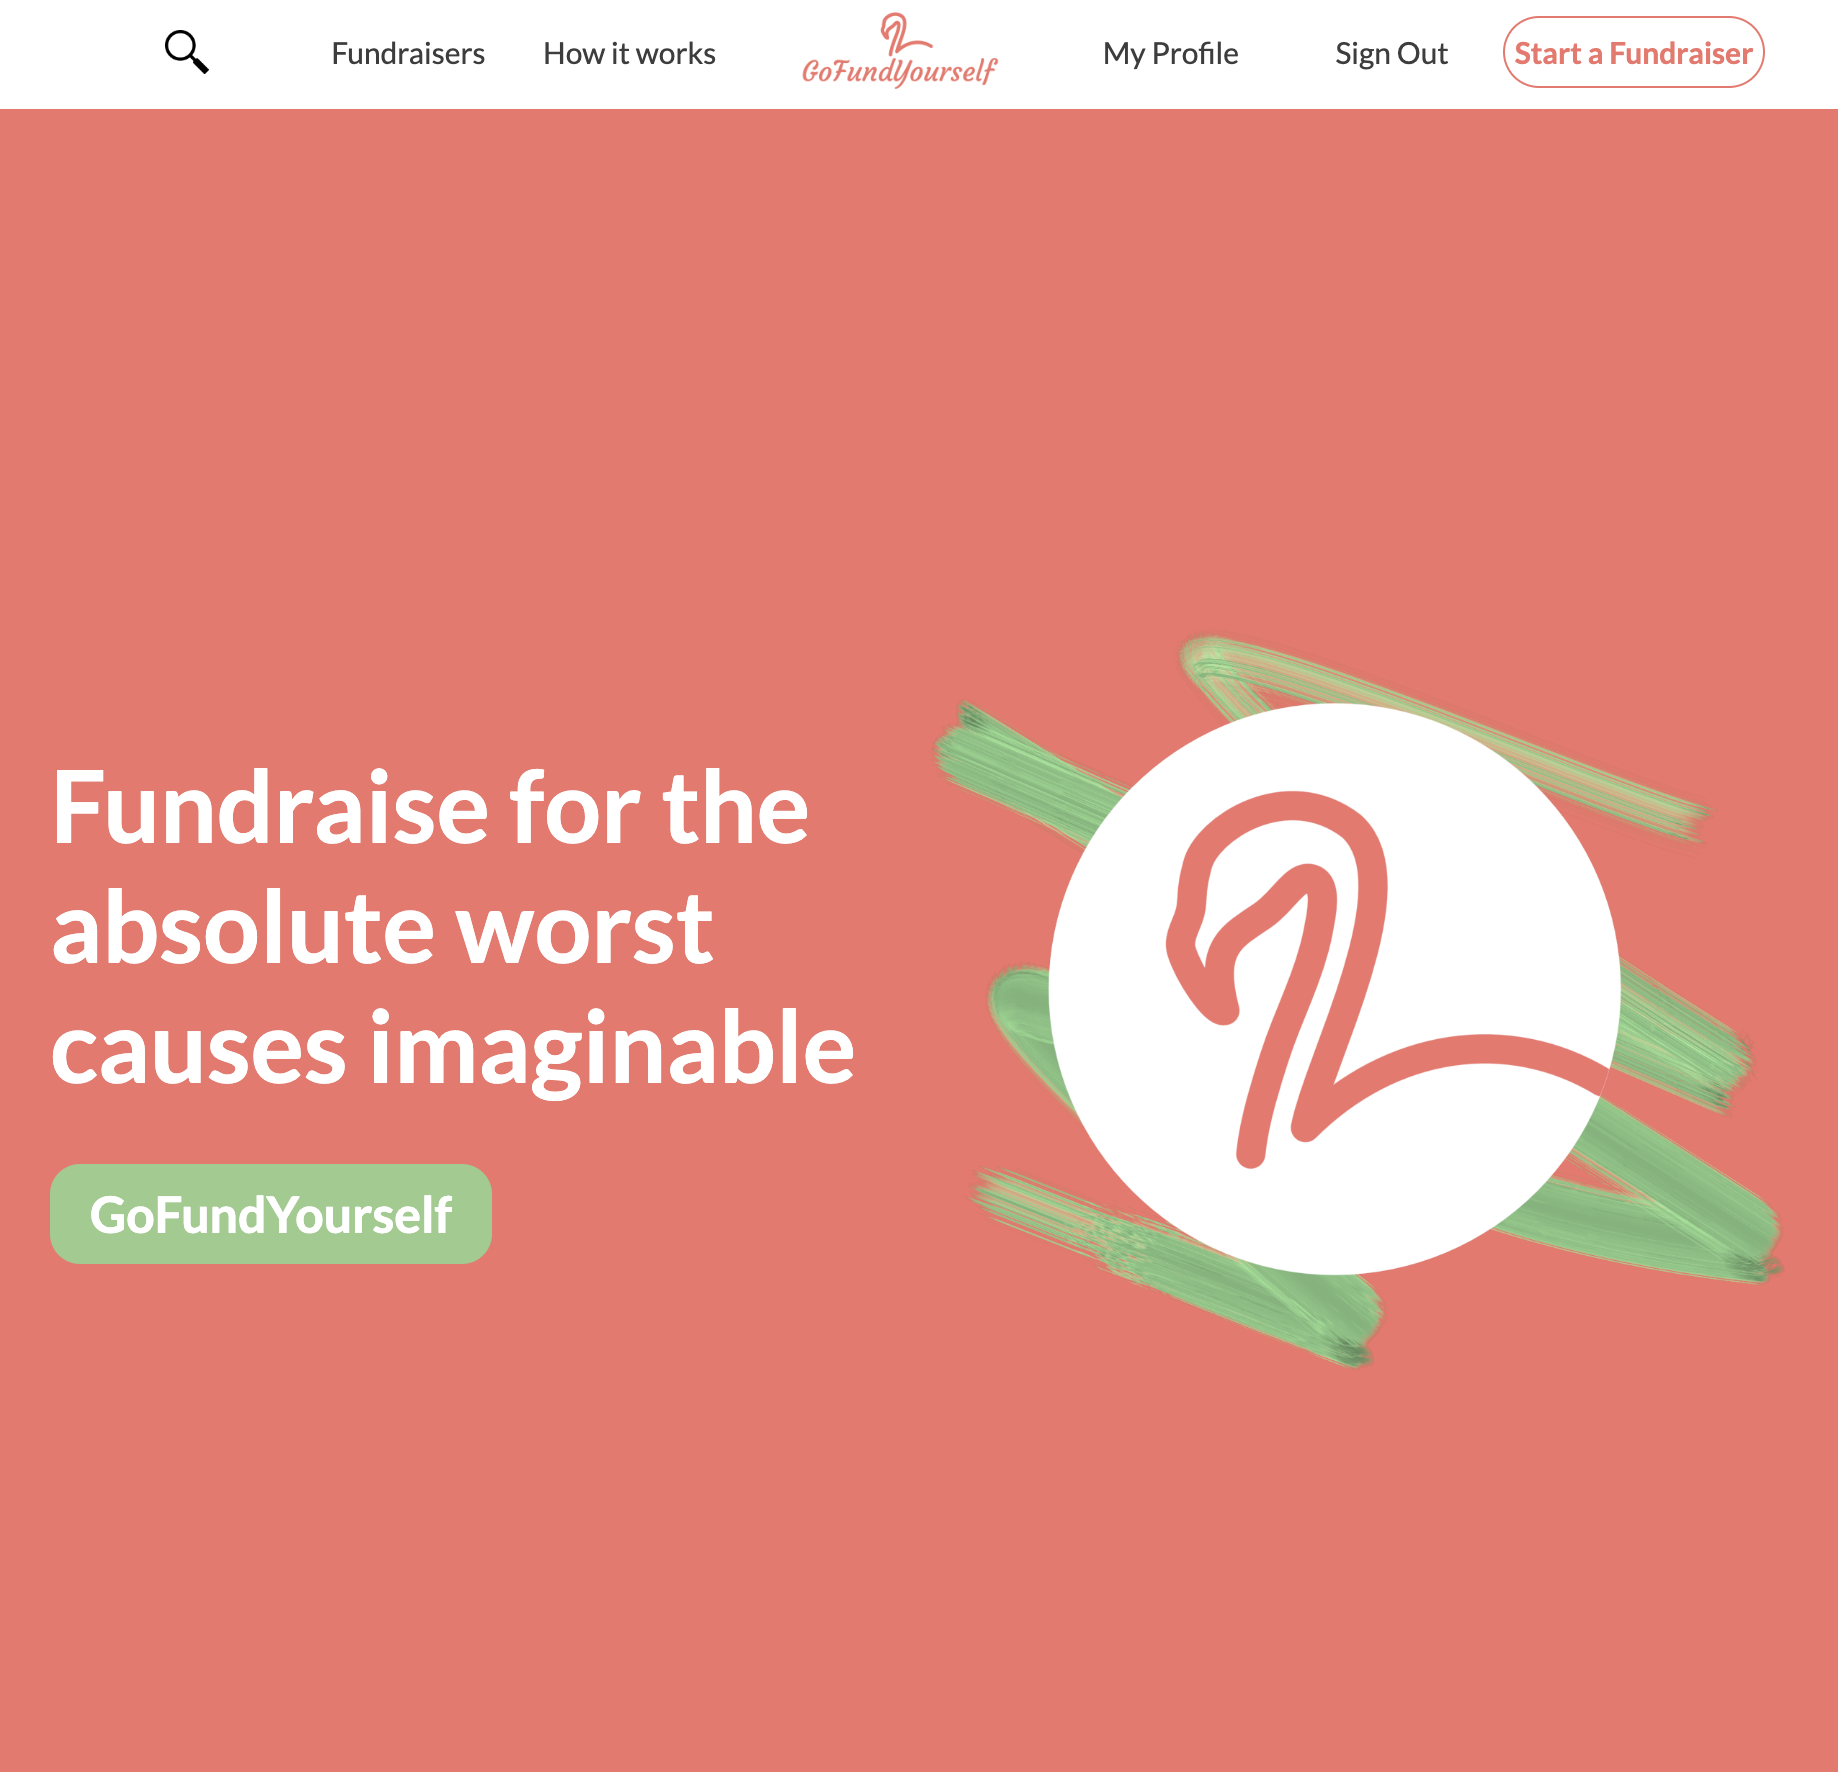 Fundraisers
How it works
GoFundYourself
My Profile
Sign Out
Start a Fundraiser
Fundraise for the
absolute worst
causes imaginable
GoFundYourself